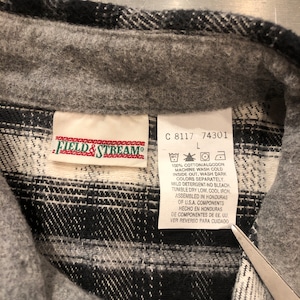 FIELD & STREAM®
C 8117 74301
L
100% COTTON/ALGODON
MACHINE WASH COLD
INSIDE OUT, WASH DARK
COLORS SEPARATELY.
MILD DETERGENT NO BLEACH.
TUMBLE DRY LOW, COOL IRON.
ASSEMBLED IN HONDURAS
OF U.S.A. COMPONENTS
HECHO EN HONDURAS
DE COMPONENTES DE EE. UU.
VER REVERSO PARA CUIDADO